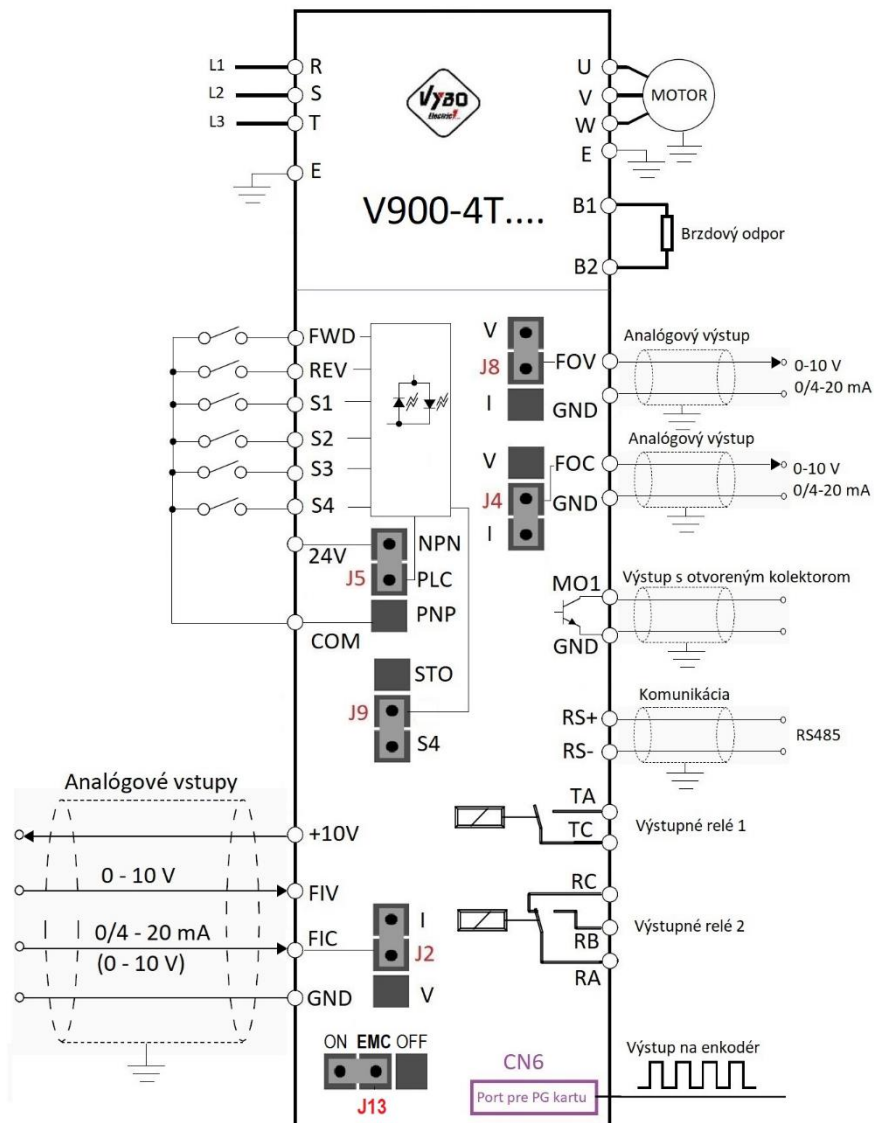 L1
L2
L3
R
S
T
E
VYBO
Electric
V900-4T....
U
V
W
E
MOTOR
B1
B2
Brzdový odpor
FWD
REV
S1
S2
S3
S4
24V
COM
NPN
J5
PLC
PNP
STO
J9
S4
V
J8
I
FOV
GND
Analógový výstup
0-10 V
0/4-20 mA
V
J4
I
FOC
GND
Analógový výstup
0-10 V
0/4-20 mA
MO1
GND
Výstup s otvoreným kolektorom
RS+
RS-
Komunikácia
RS485
TA
TC
Výstupné relé 1
RC
RB
RA
Výstupné relé 2
Analógové vstupy
+10V
0 - 10 V
FIV
0/4 - 20 mA
(0 - 10 V)
FIC
GND
I
J2
V
ON EMC OFF
J13
CN6
Port pre PG kartu
Výstup na enkodér